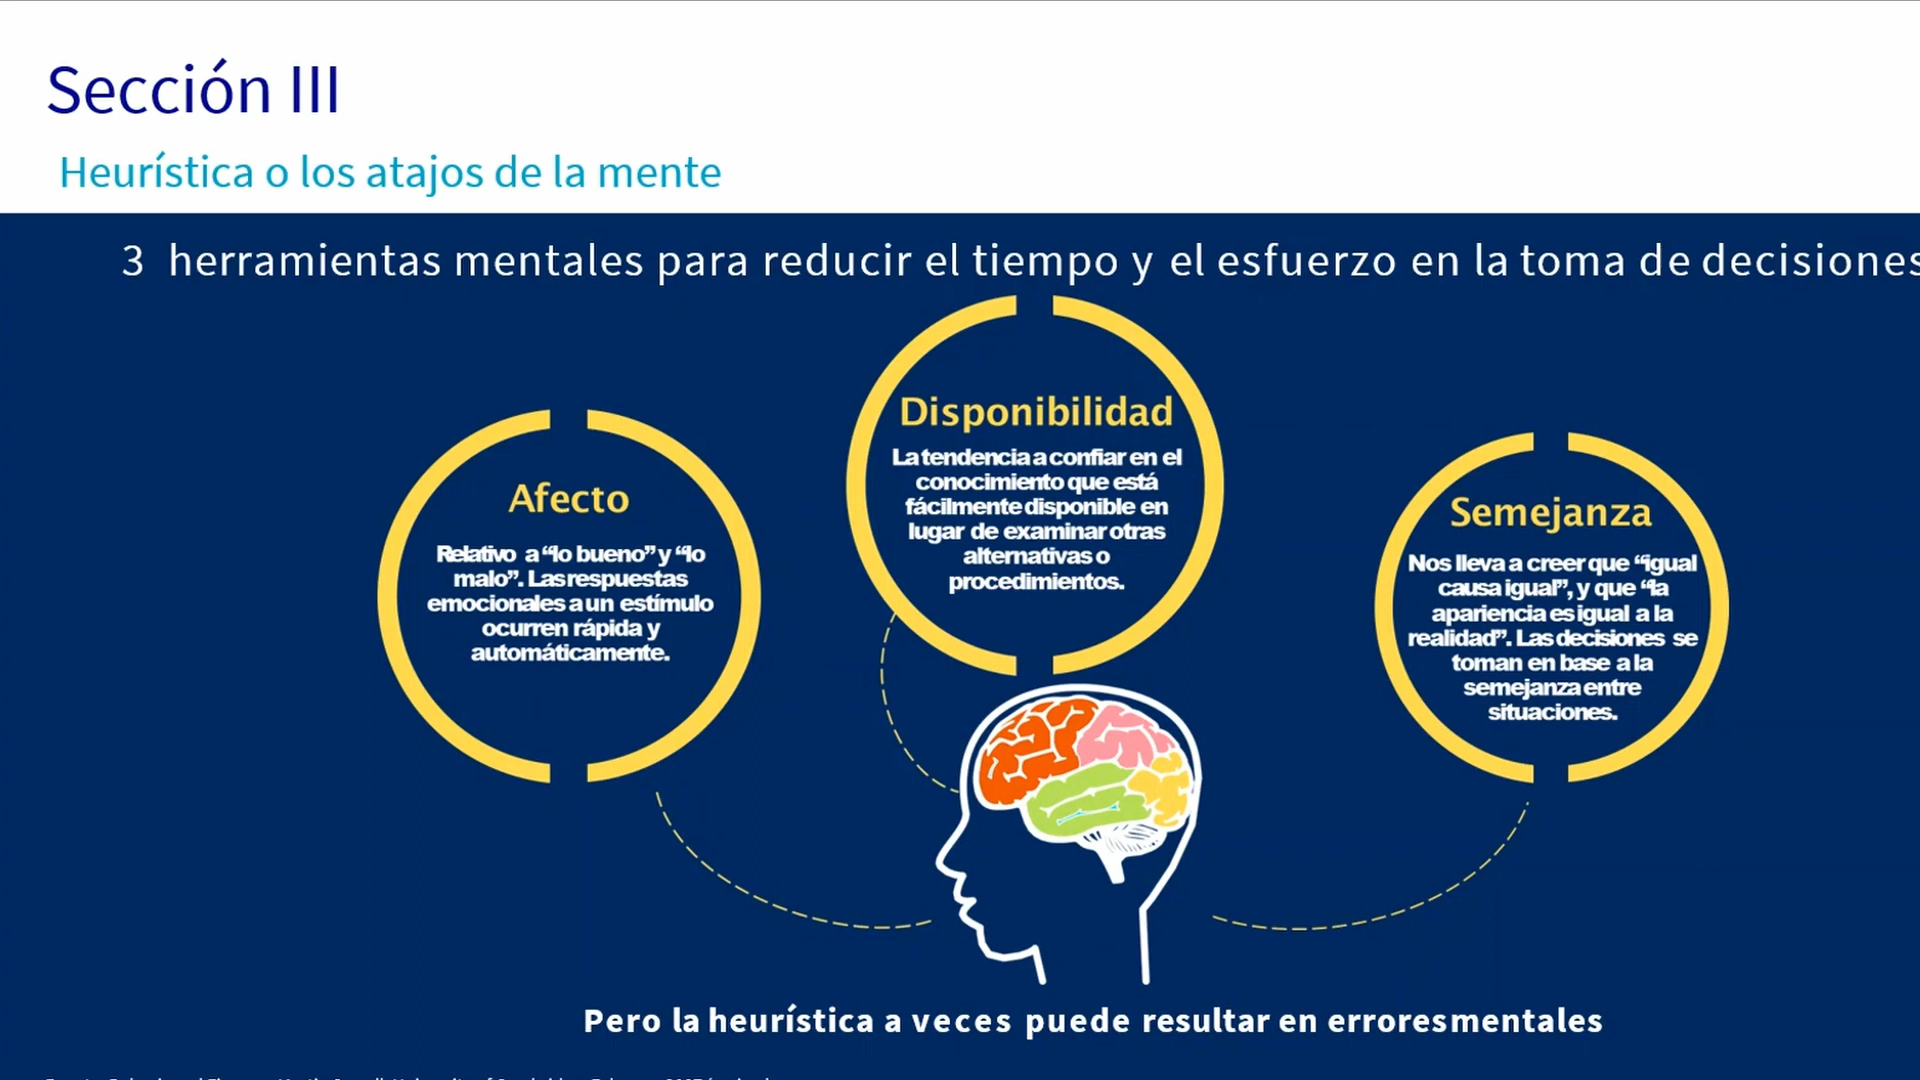 Sección III
Heurística o los atajos de la mente
3 herramientas mentales para reducir el tiempo y el esfuerzo en la toma de decisiones
Disponibilidad
La tendencia a confiar en el
conocimiento que está
fácilmente disponible en
lugar de examinar otras
alternativas o
procedimientos.
Afecto
Relativo a “lo bueno” y “lo
malo”. Las respuestas
emocionales a un estímulo
ocurren rápida y
automáticamente.
Semejanza
Nos lleva a creer que “igual
causa igual”, y que “la
apariencia es igual a la
realidad”. Las decisiones se
toman en base a la
semejanza entre
situaciones.
Pero la heurística a veces puede resultar en erroresmentales